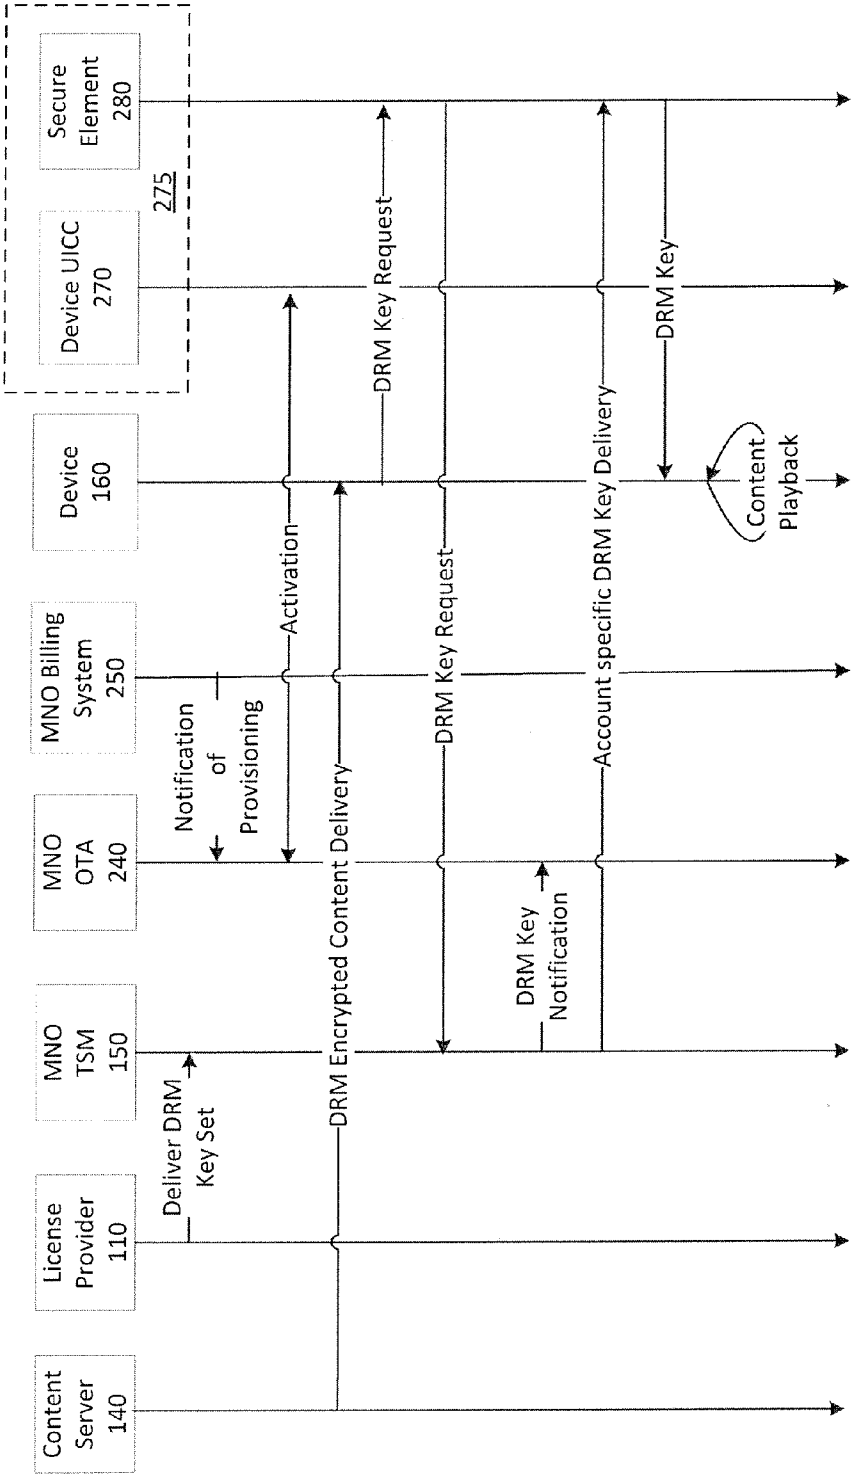 Content
Server
140
License
Provider
110
MNO
TSM
150
MNO
OTA
240
MNO Billing
System
250
Device
160
Device UICC
270
Secure
Element
280
275
Deliver DRM
Key Set
Notification
of
Provisioning
Activation
DRM Encrypted Content Delivery
DRM Key Request
DRM Key Request
DRM Key
Notification
Account specific DRM Key Delivery
DRM Key
Content
Playback